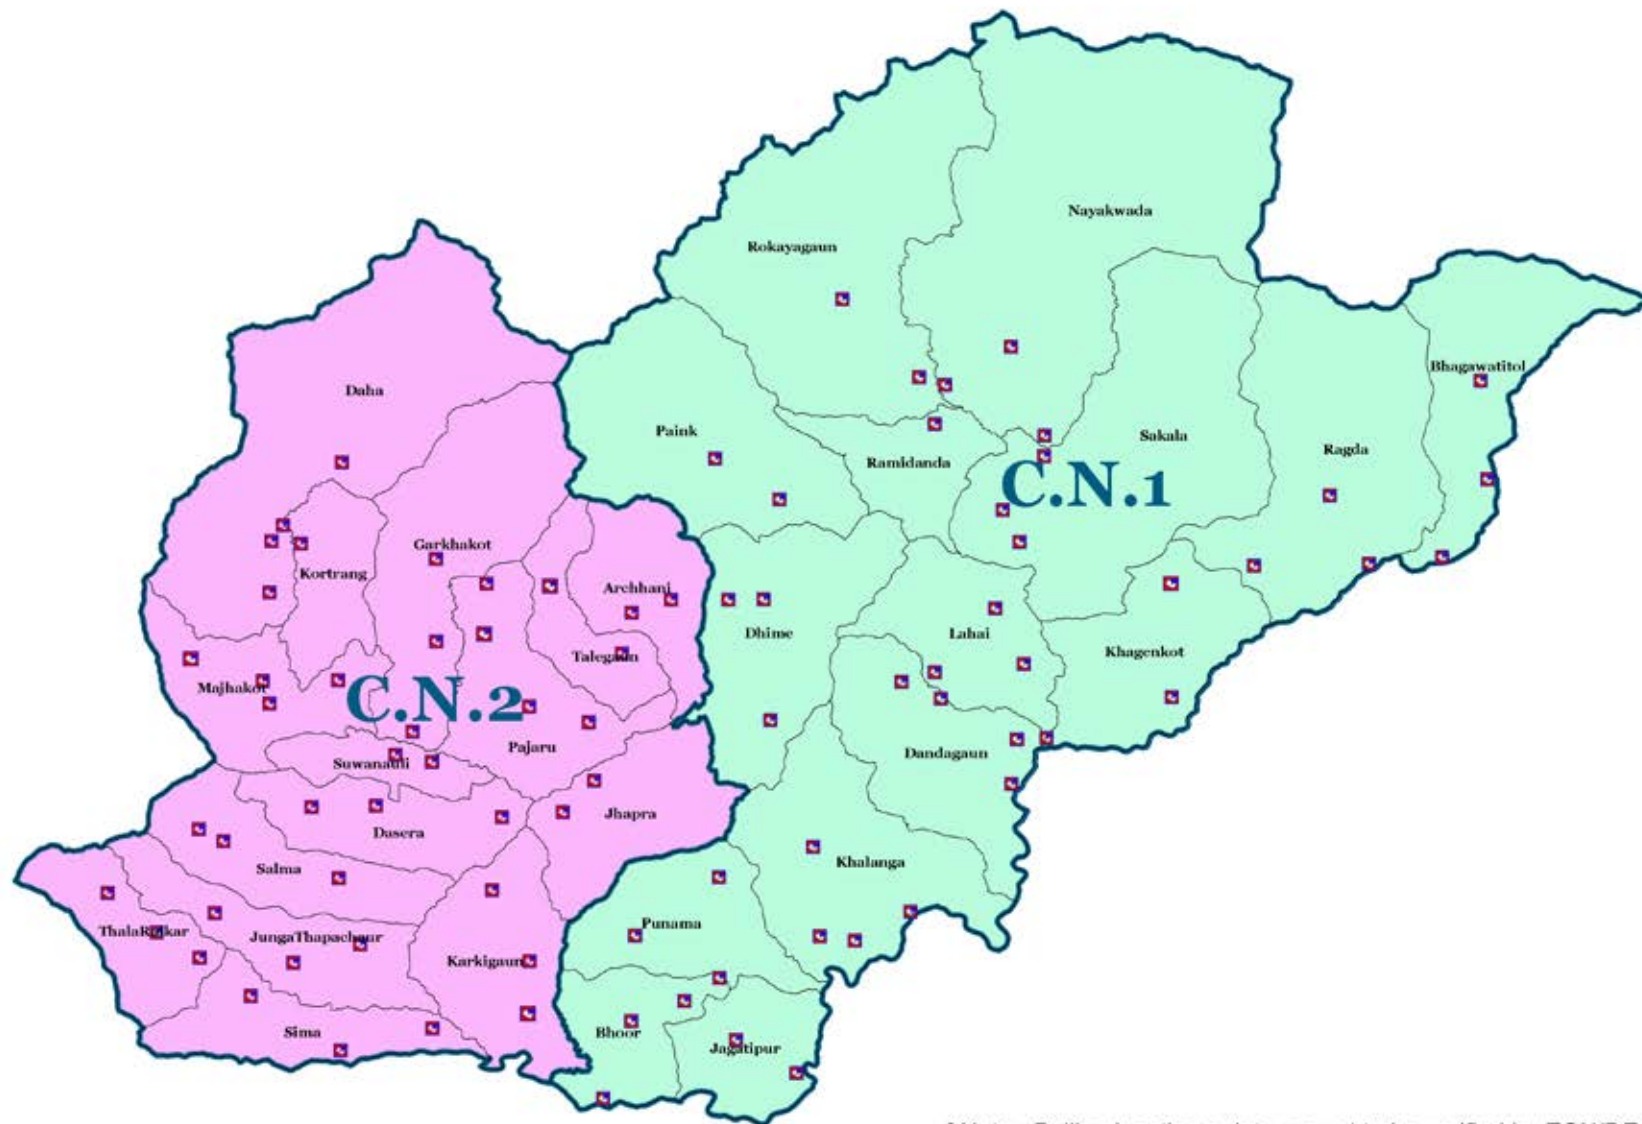 Nayakwada
Rokayagaun
Bhagawatitol
Daha
Paink
Sakala
Ragda
Ramidanda
C.N.1
Garkhakot
Kortrang
Archhani
Dhime
Lahai
Khagenkot
Talegaun
Majhakot
C.N.2
Pajaru
Dandagaun
Suwanauli
Jhapra
Dasera
Khalanga
Salma
Punama
ThalaRaikar
JungaThapachaur
Karkigaun
Sima
Bhoor
Jagatipur